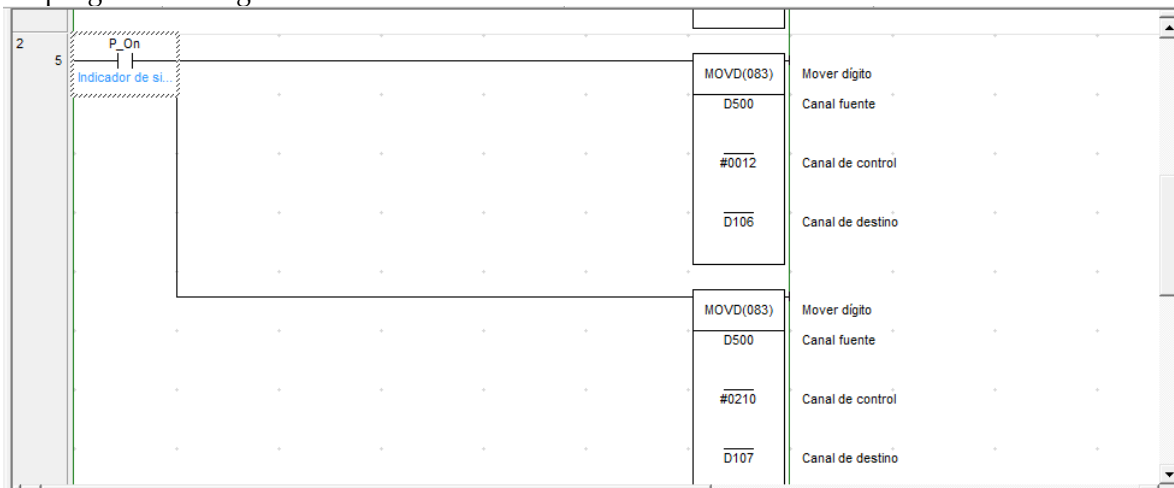 2
P_On
5
Indicador de si...
MOVD(083) Mover dígito
D500 Canal fuente
#0012 Canal de control
D106 Canal de destino
MOVD(083) Mover dígito
D500 Canal fuente
#0210 Canal de control
D107 Canal de destino